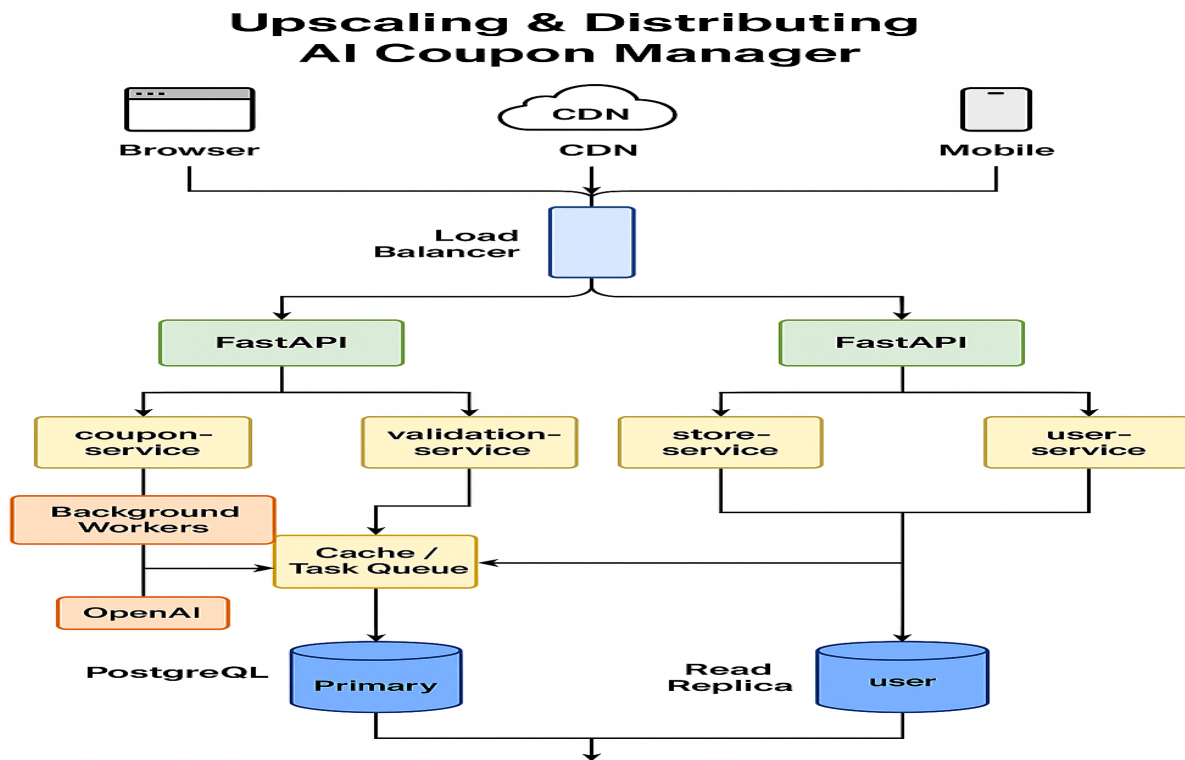 Upscaling & Distributing
AI Coupon Manager
CDN
Browser
CDN
Mobile
Load
Balancer
FastAPI
FastAPI
coupon-
service
validation-
service
store-
service
user-
service
Background
Workers
Cache /
Task Queue
OpenAI
PostgreQL
Primary
Read
Replica
user